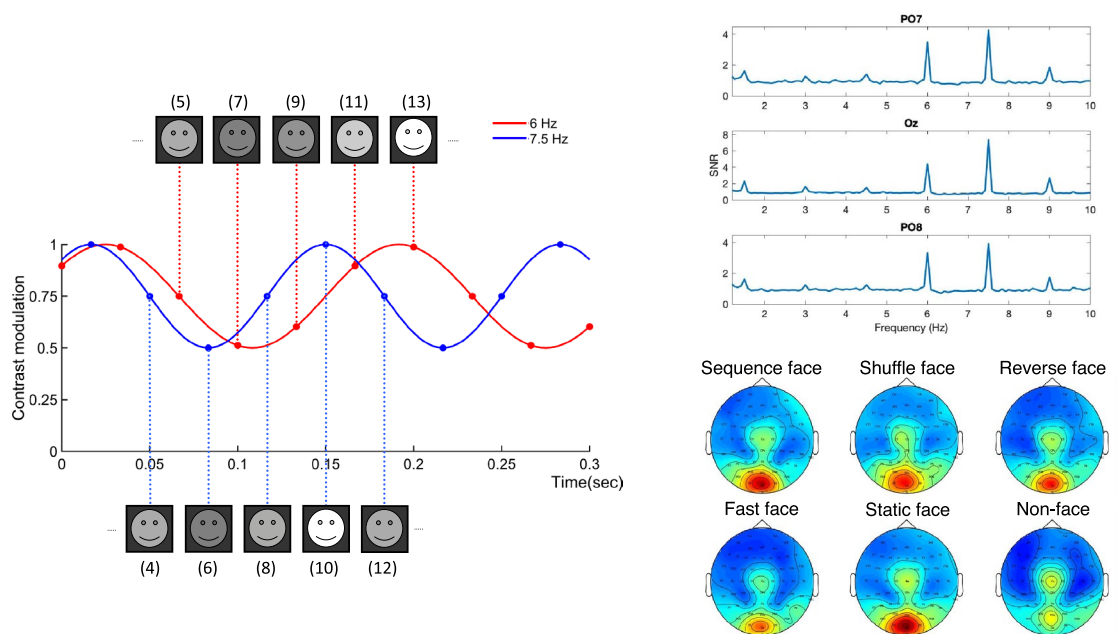 (5) (7) (9) (11) (13)
..... .....
6 Hz
7.5 Hz
1
0.75
0.5
0.25
0
Contrast modulation
0 0.05 0.1 0.15 0.2 0.25 0.3
Time(sec)
..... .....
(4) (6) (8) (10) (12)
PO7
4
2
0
2 3 4 5 6 7 8 9 10
Oz
8
6
4
2
0
SNR
2 3 4 5 6 7 8 9 10
PO8
4
2
0
2 3 4 5 6 7 8 9 10
Frequency (Hz)
Sequence face Shuffle face Reverse face
Fast face Static face Non-face